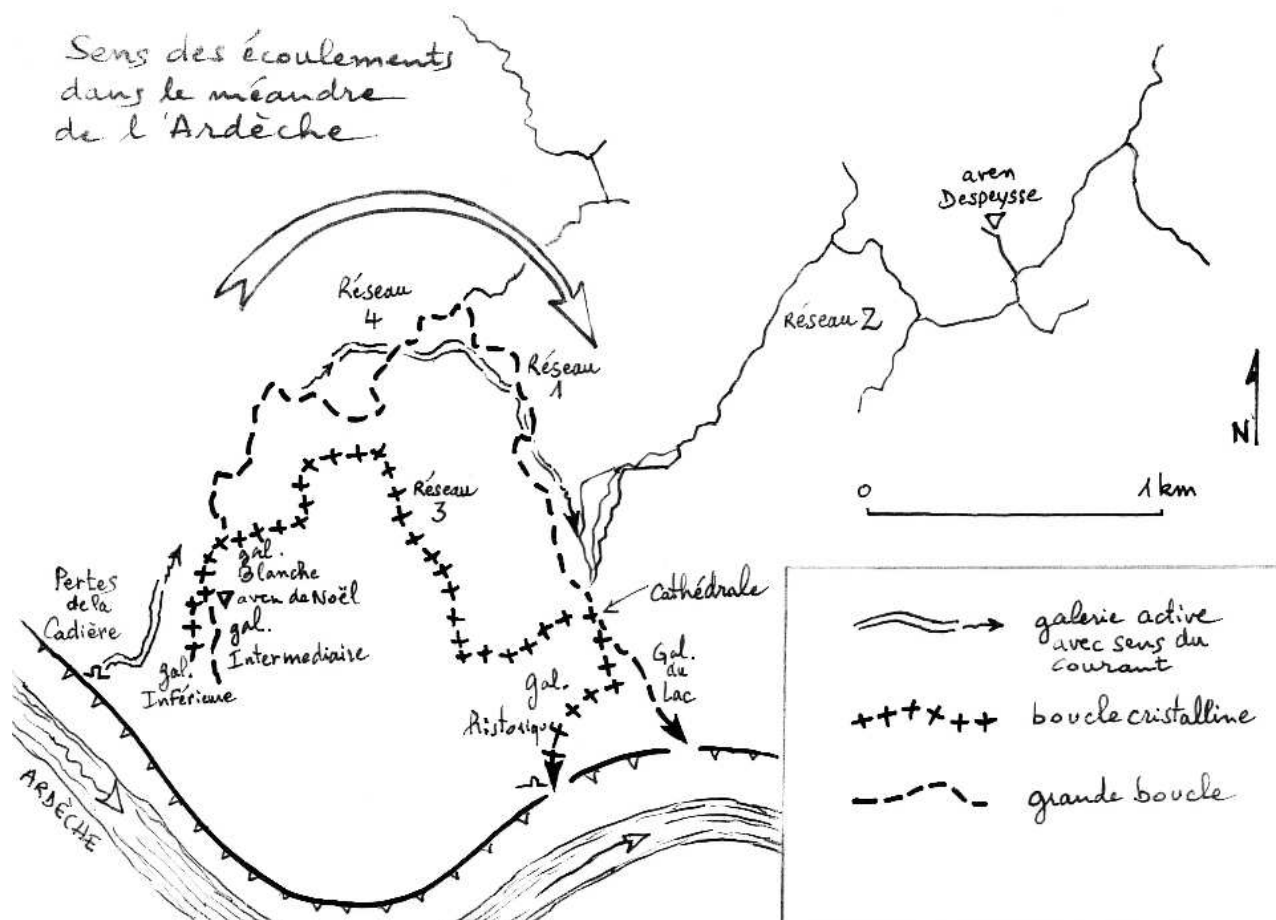 Sens des écoulements
dans le méandre
de l'Ardèche
aven
Despeysse
Réseau
4
Réseau 2
Réseau
1
N
0 1 km
Réseau
3
gal.
Blanche
aven de Noël
gal.
Intermediaire
Pertes
de la
Cadière
gal.
Inférieure
Cathédrale
Gal.
du
Lac
Gal.
Historique
ARDÈCHE
galerie active
avec sens du
courant
boucle cristalline
grande boucle